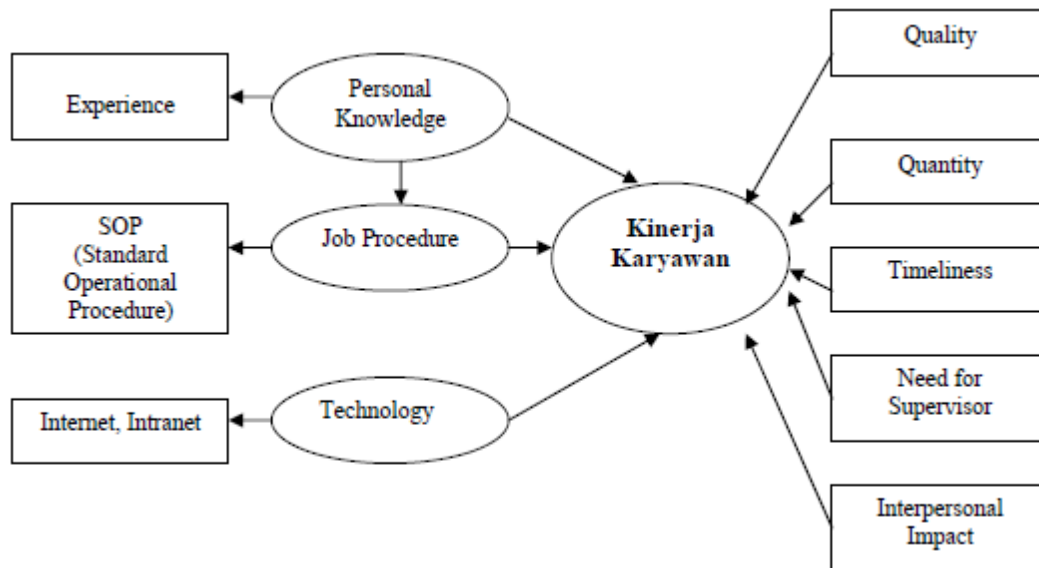 Experience
Personal
Knowledge
SOP
(Standard
Operational
Procedure)
Job Procedure
Internet, Intranet
Technology
Kinerja
Karyawan
Quality
Quantity
Timeliness
Need for
Supervisor
Interpersonal
Impact